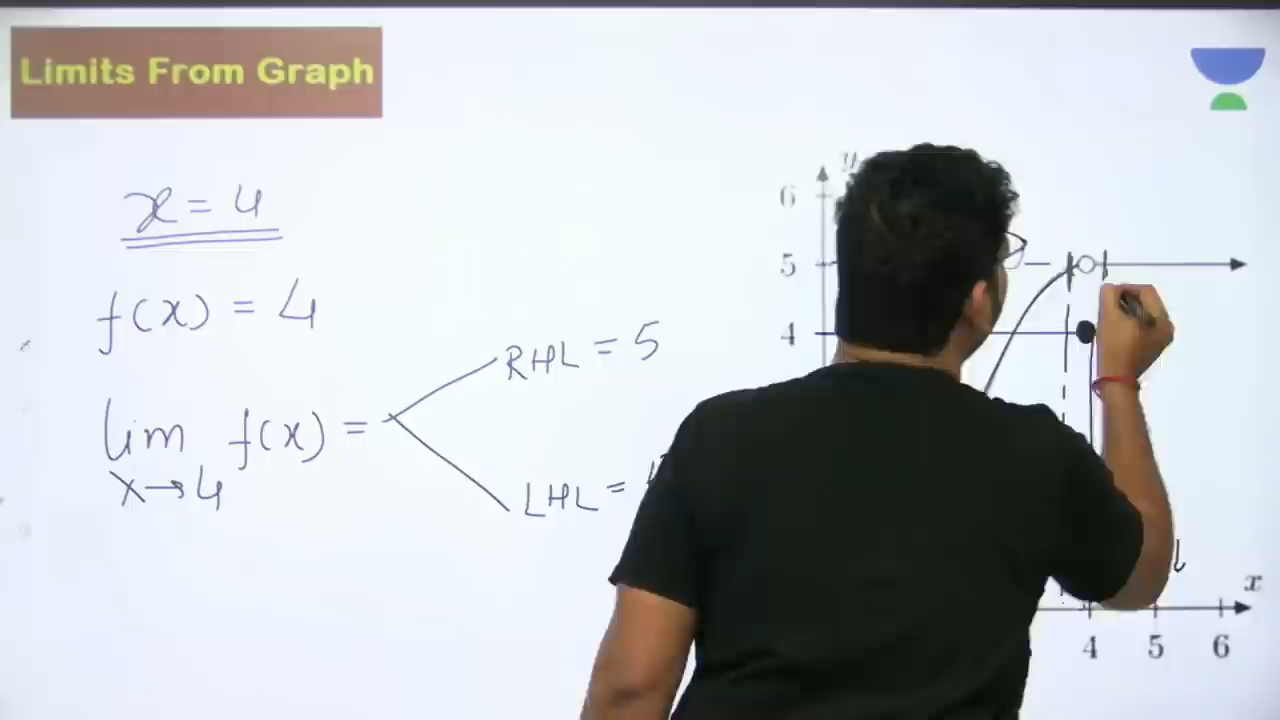 Limits From Graph
x = 4
f(x) = 4
lim f(x) =
x→4
RHL = 5
LHL =
y
6
5
4
x
4 5 6